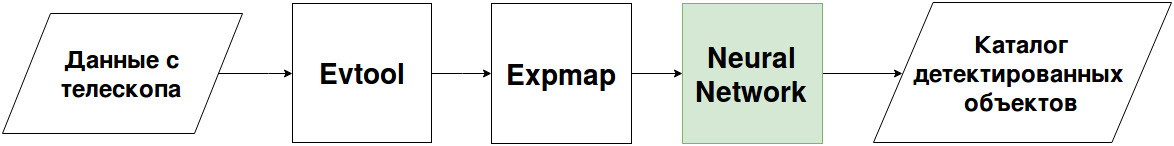 Данные с
телескопа
Evtool
Expmap
Neural
Network
Каталог
детектированных
объектов